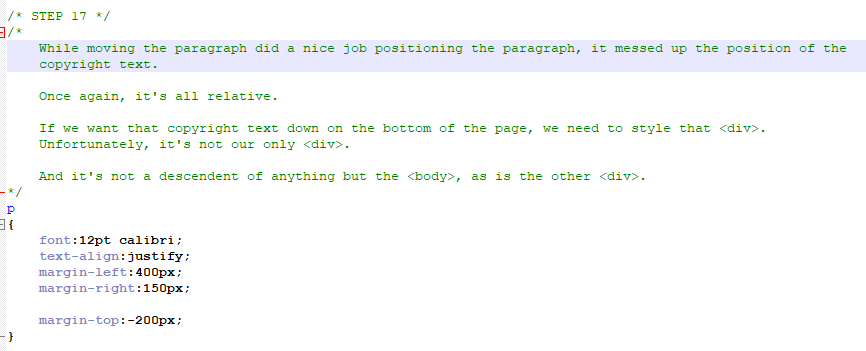 /* STEP 17 */
/*
While moving the paragraph did a nice job positioning the paragraph, it messed up the position of the
copyright text.
Once again, it's all relative.
If we want that copyright text down on the bottom of the page, we need to style that <div>.
Unfortunately, it's not our only <div>.
And it's not a descendent of anything but the <body>, as is the other <div>.
*/
p
{
font:12pt calibri;
text-align:justify;
margin-left:400px;
margin-right:150px;
margin-top:-200px;
}